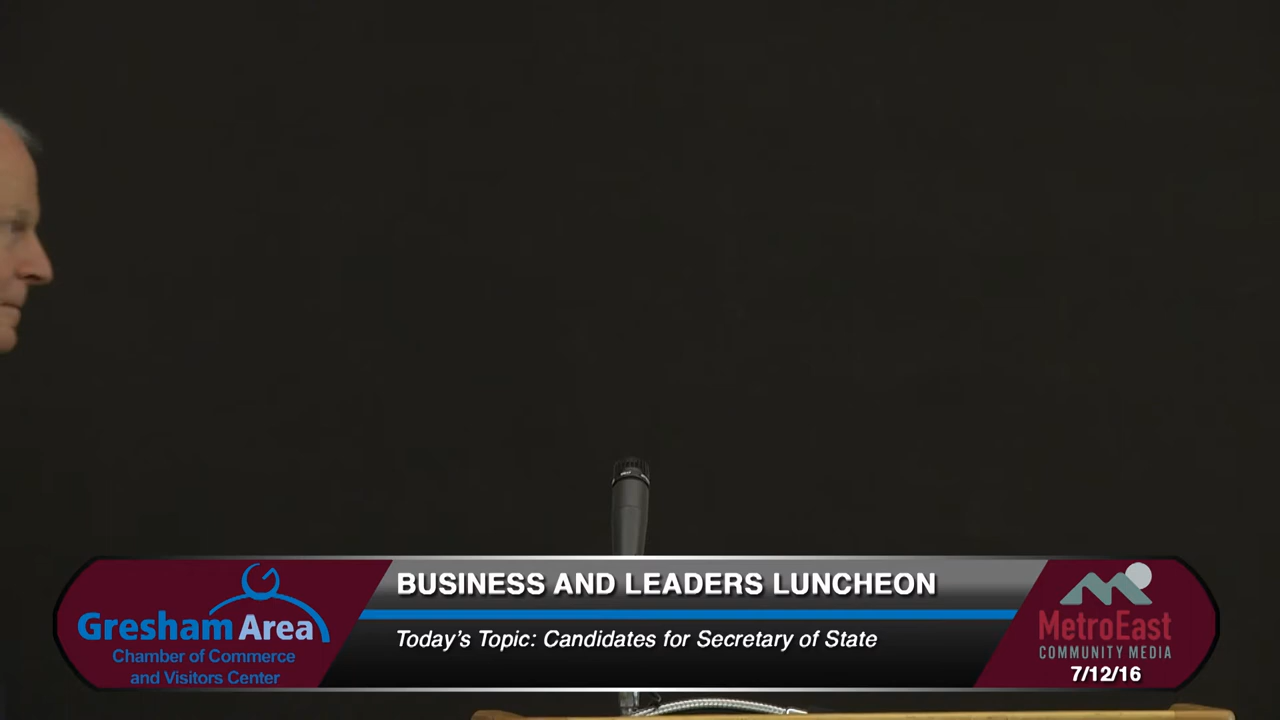 BUSINESS AND LEADERS LUNCHEON
Today's Topic: Candidates for Secretary of State
Gresham Area
Chamber of Commerce
and Visitors Center
MetroEast
COMMUNITY MEDIA
7/12/16